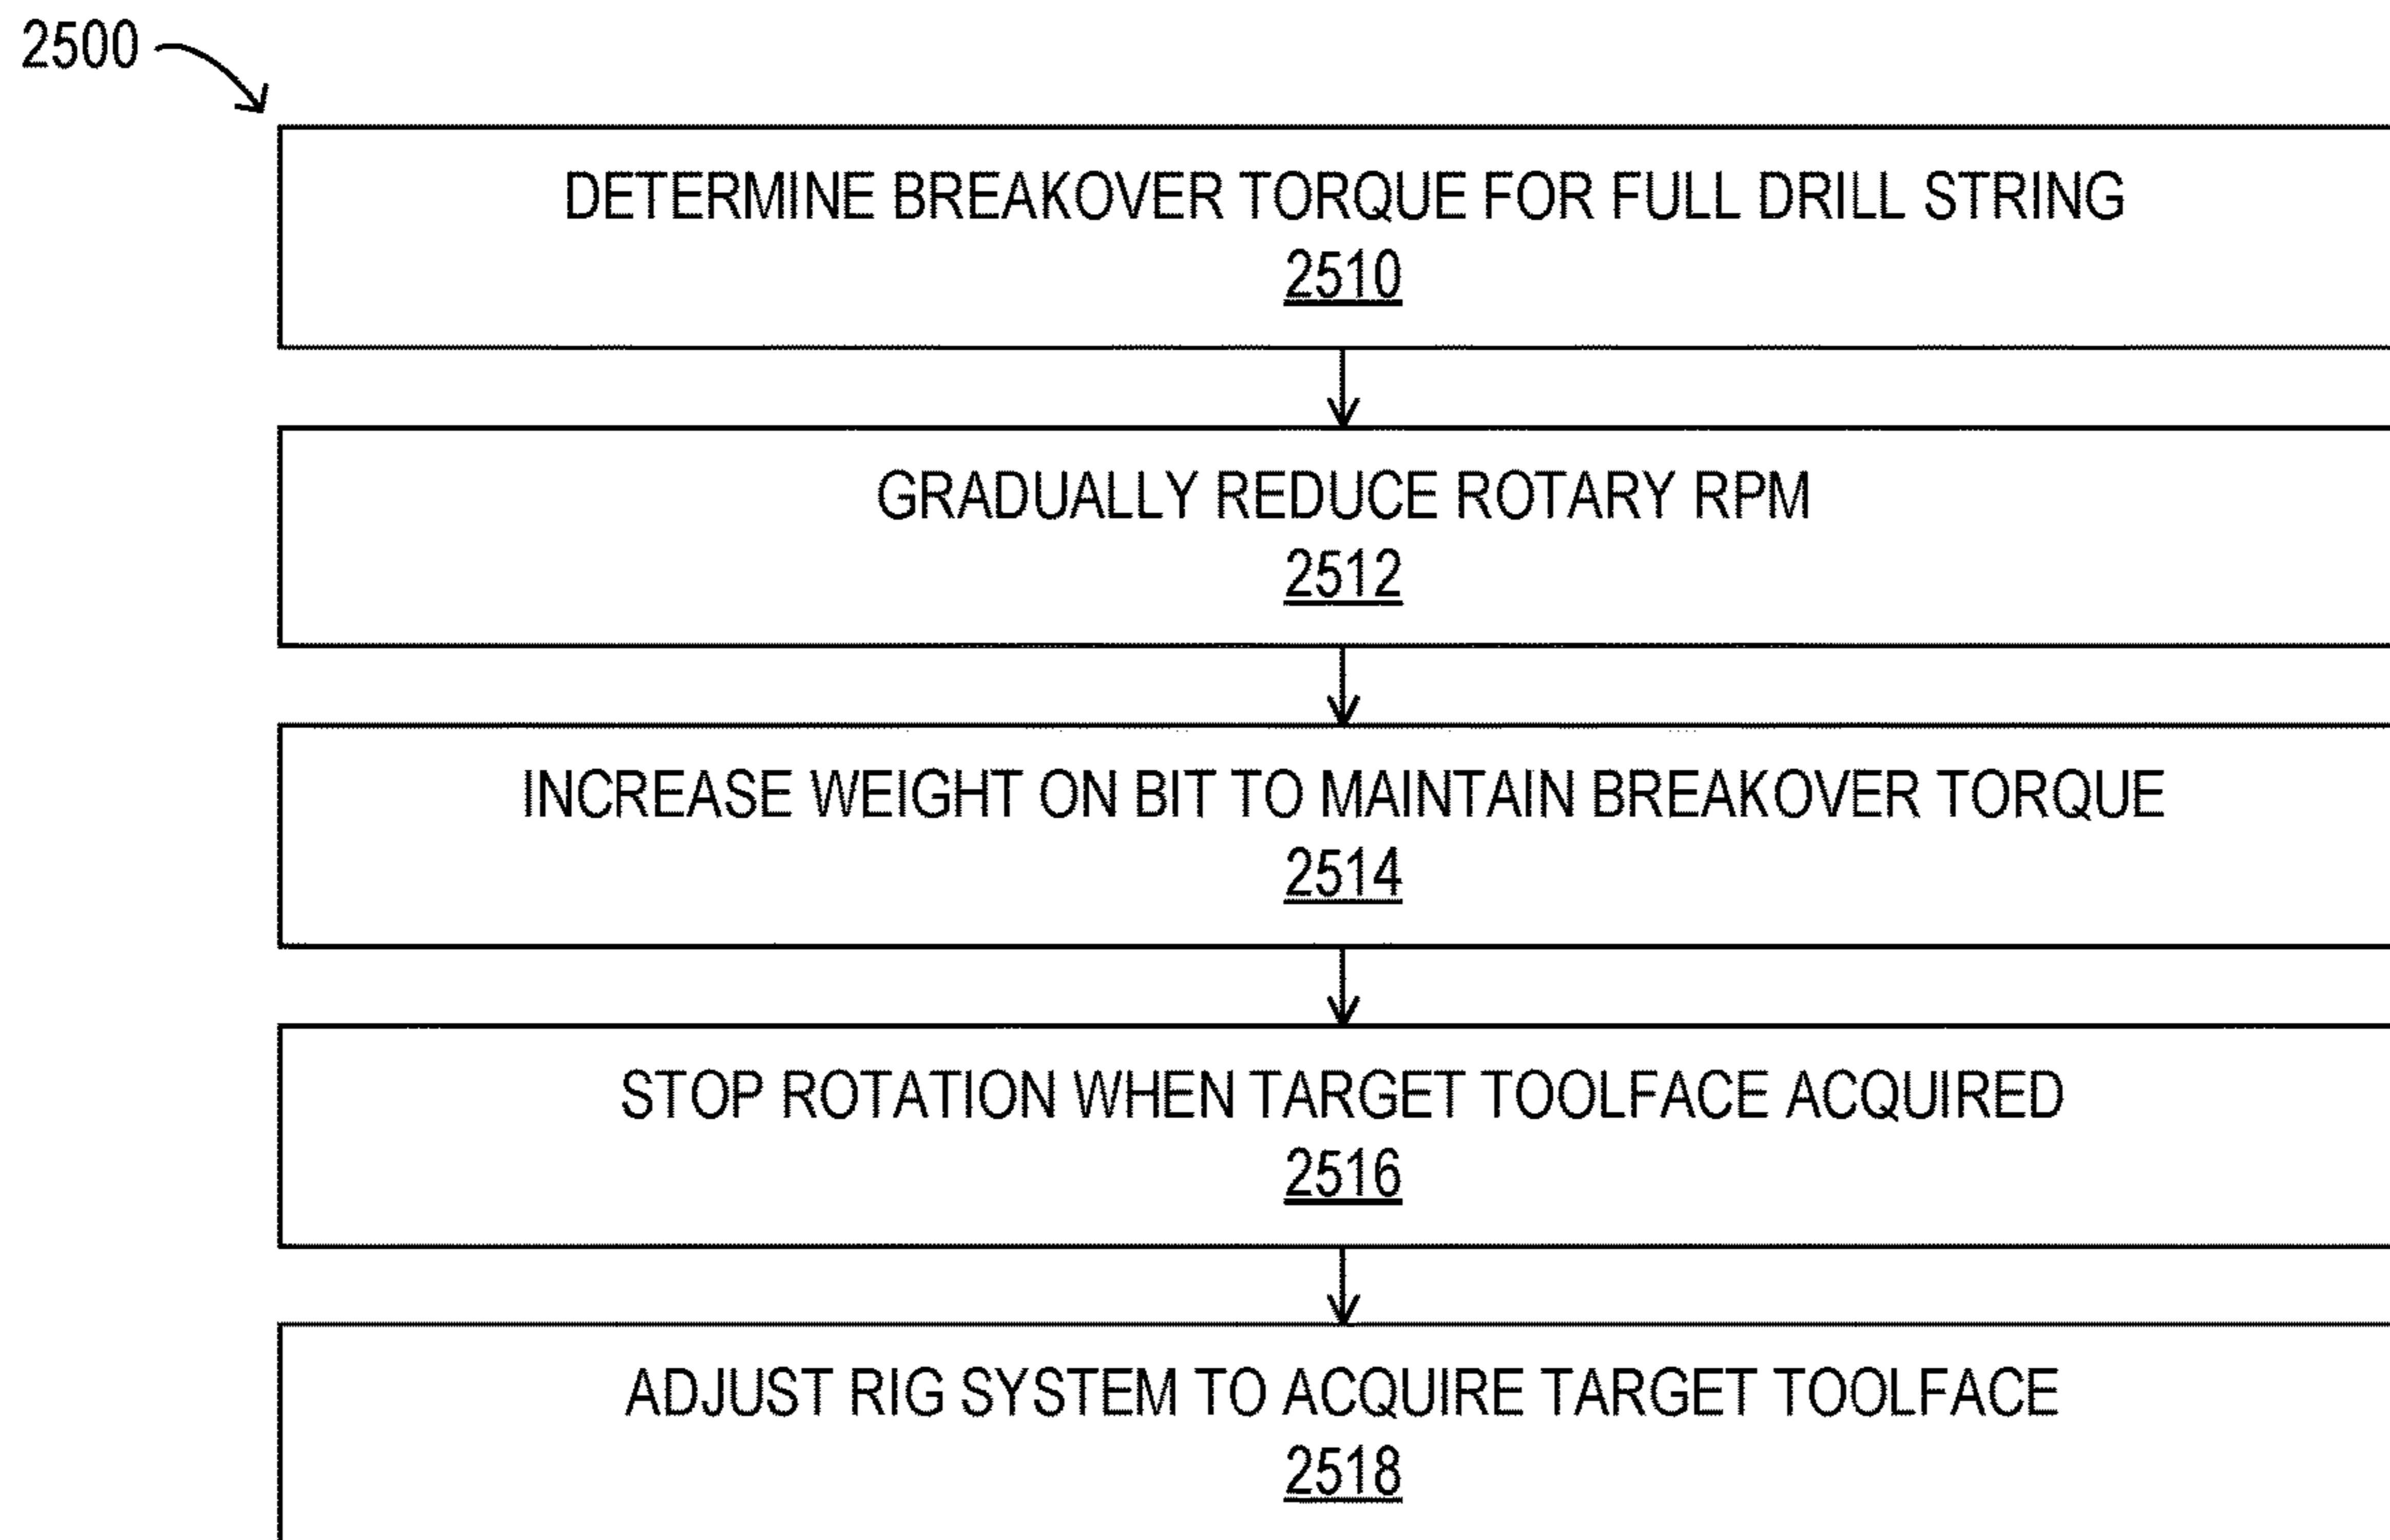 2500
DETERMINE BREAKOVER TORQUE FOR FULL DRILL STRING
2510
GRADUALLY REDUCE ROTARY RPM
2512
INCREASE WEIGHT ON BIT TO MAINTAIN BREAKOVER TORQUE
2514
STOP ROTATION WHEN TARGET TOOLFACE ACQUIRED
2516
ADJUST RIG SYSTEM TO ACQUIRE TARGET TOOLFACE
2518